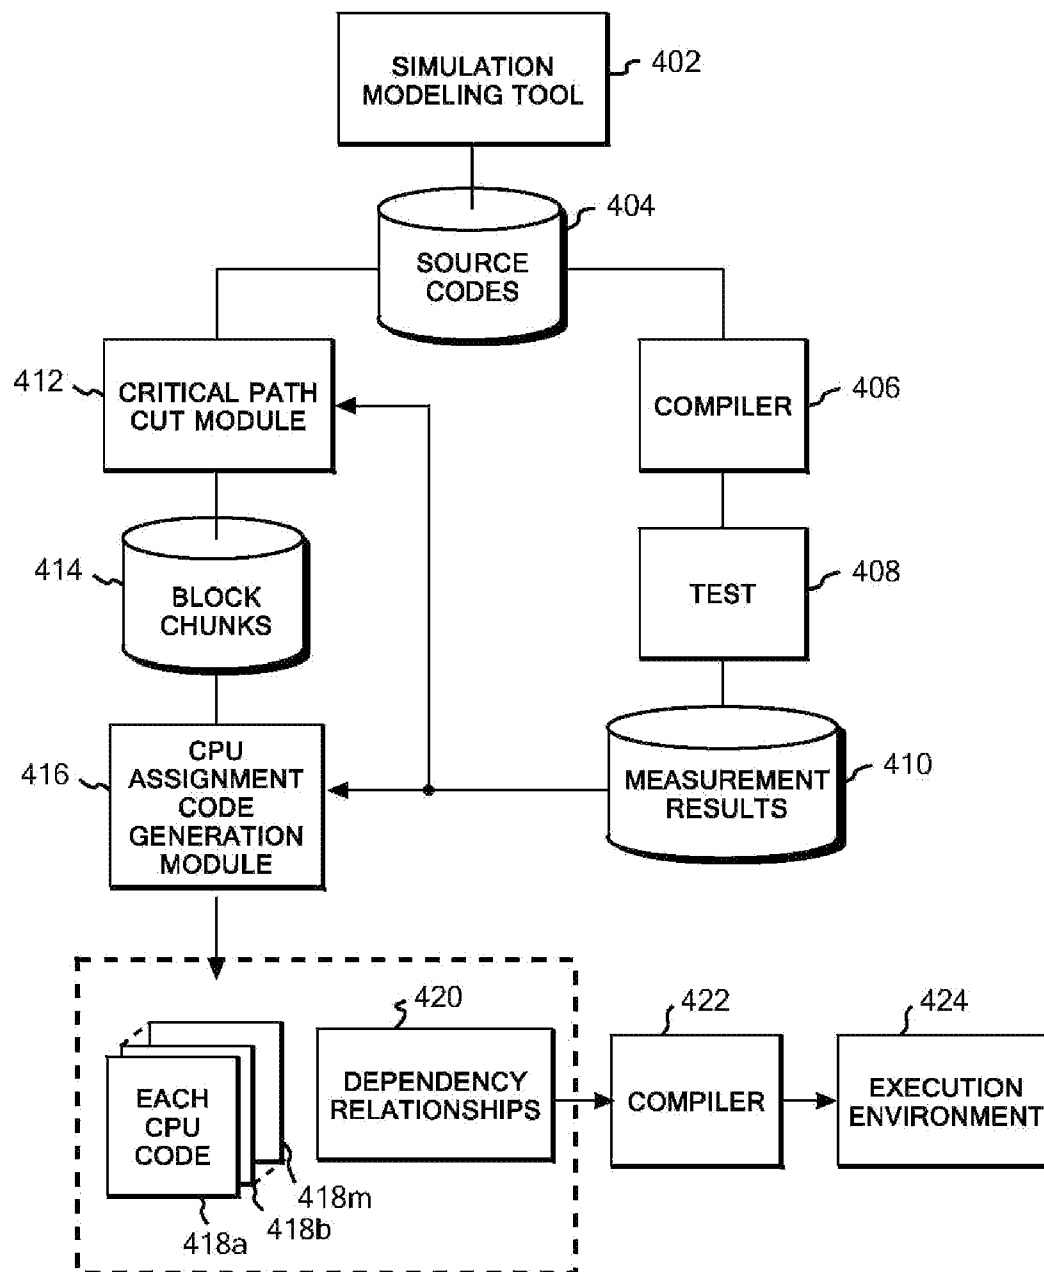 SIMULATION
MODELING TOOL
402
404
SOURCE
CODES
412
CRITICAL PATH
CUT MODULE
COMPILER
406
414
BLOCK
CHUNKS
TEST
408
416
CPU
ASSIGNMENT
CODE
GENERATION
MODULE
MEASUREMENT
RESULTS
410
420
422
424
EACH
CPU
CODE
DEPENDENCY
RELATIONSHIPS
COMPILER
EXECUTION
ENVIRONMENT
418m
418b
418a